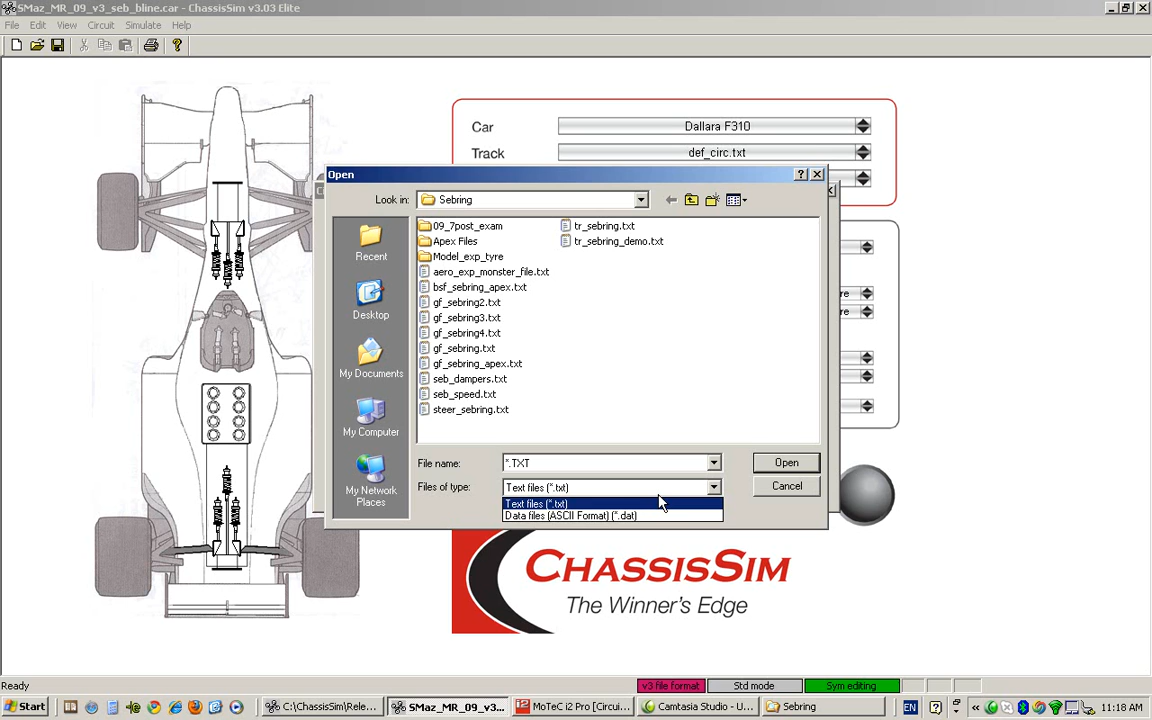 SMaz_MR_09_v3_seb_bline.car - ChassisSim v3.03 Elite
File Edit View Circuit Simulate Help
Car
Dallara F310
Track
def_circ.txt
Open
Look in:
Sebring
Recent
Desktop
My Documents
My Computer
My Network
Places
09_7post_exam
Apex Files
Model_exp_tyre
aero_exp_monster_file.txt
bsf_sebring_apex.txt
gf_sebring2.txt
gf_sebring3.txt
gf_sebring4.txt
gf_sebring.txt
gf_sebring_apex.txt
seb_dampers.txt
seb_speed.txt
steer_sebring.txt
tr_sebring.txt
tr_sebring_demo.txt
File name:
*.TXT
Open
Files of type:
Text files (*.txt)
Cancel
Text files (*.txt)
Data files (ASCII Format) (*.dat)
re
re
CHASSISSIM
The Winner's Edge
Ready
v3 file format
Std mode
Sym editing
Start
C:\ChassisSim\Rele...
SMaz_MR_09_v3...
MoTeC i2 Pro [Circui...
Camtasia Studio - U...
Sebring
EN
11:18 AM